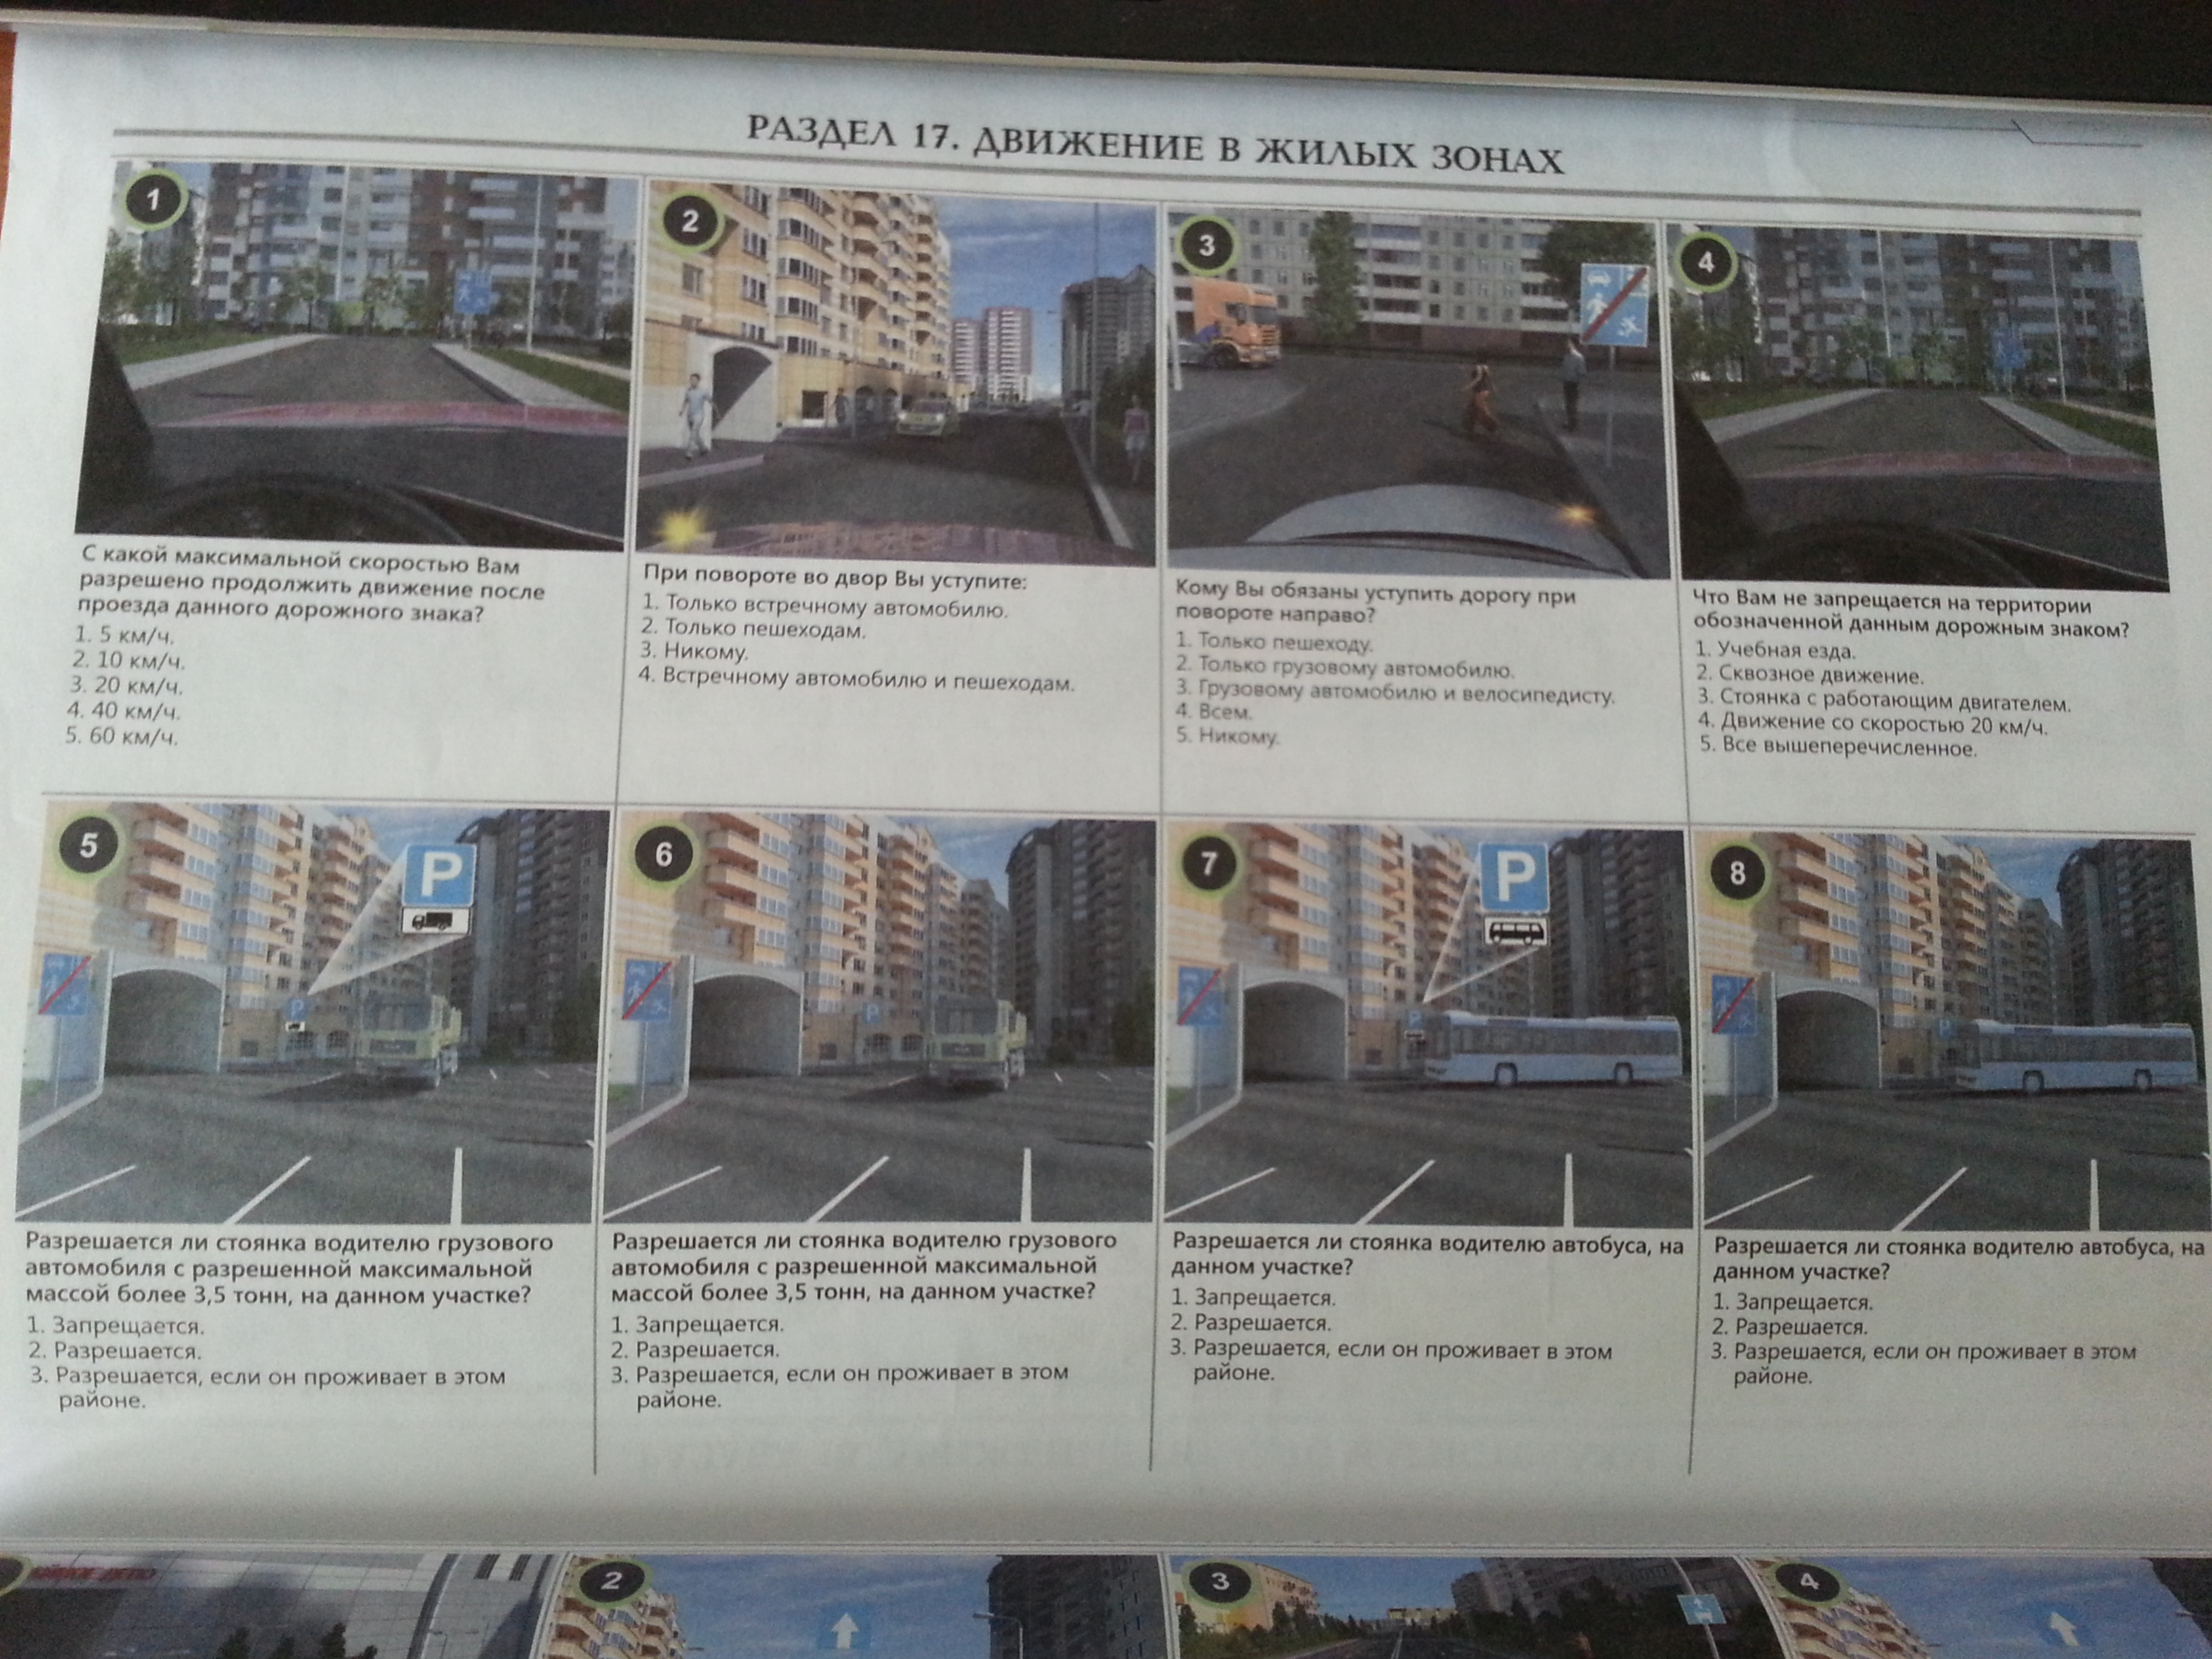 РАЗДЕЛ 17. ДВИЖЕНИЕ В ЖИЛЫХ ЗОНАХ
1
С какой максимальной скоростью Вам
разрешено продолжить движение после
проезда данного дорожного знака?
1. 5 км/ч.
2. 10 км/ч.
3. 20 км/ч.
4. 40 км/ч.
5. 60 км/ч.
2
При повороте во двор Вы уступите:
1. Только встречному автомобилю.
2. Только пешеходам.
3. Никому.
4. Встречному автомобилю и пешеходам.
3
Кому Вы обязаны уступить дорогу при
повороте направо?
1. Только пешеходу.
2. Только грузовому автомобилю.
3. Грузовому автомобилю и велосипедисту.
4. Всем.
5. Никому.
4
Что Вам не запрещается на территории
обозначенной данным дорожным знаком?
1. Учебная езда.
2. Сквозное движение.
3. Стоянка с работающим двигателем.
4. Движение со скоростью 20 км/ч.
5. Все вышеперечисленное.
5
P
P
Разрешается ли стоянка водителю грузового
автомобиля с разрешенной максимальной
массой более 3,5 тонн, на данном участке?
1. Запрещается.
2. Разрешается.
3. Разрешается, если он проживает в этом
районе.
6
P
Разрешается ли стоянка водителю грузового
автомобиля с разрешенной максимальной
массой более 3,5 тонн, на данном участке?
1. Запрещается.
2. Разрешается.
3. Разрешается, если он проживает в этом
районе.
7
P
P
Разрешается ли стоянка водителю автобуса, на
данном участке?
1. Запрещается.
2. Разрешается.
3. Разрешается, если он проживает в этом
районе.
8
P
Разрешается ли стоянка водителю автобуса, на
данном участке?
1. Запрещается.
2. Разрешается.
3. Разрешается, если он проживает в этом
районе.
2
3
4